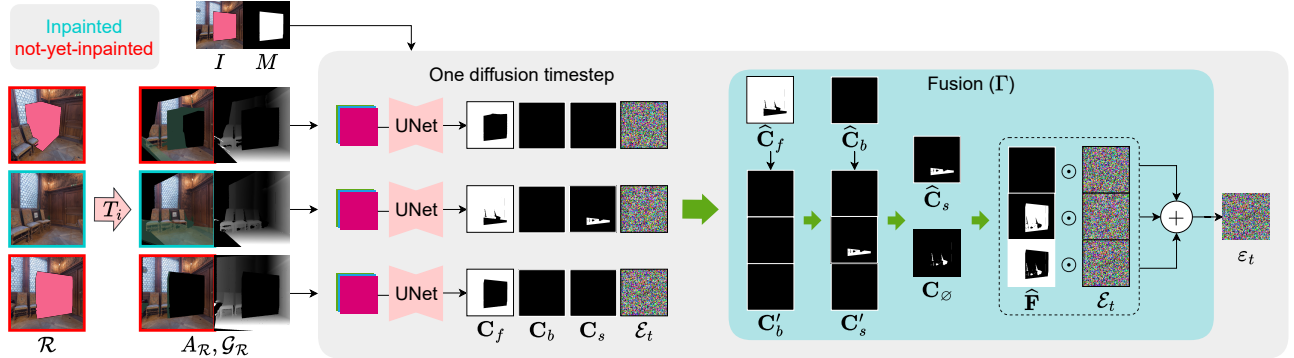 Inpainted
not-yet-inpainted
I M
One diffusion timestep
Fusion (Γ)
UNet
UNet
UNet
T_i
Ĉ_f Ĉ_b
Ĉ_s
C_∅
C_f C_b C_s ℰ_t
C′_b C′_s
F̂ ℰ_t
ε_t
⊙
⊙
⊙
+
ℛ
A_ℛ, 𝒢_ℛ